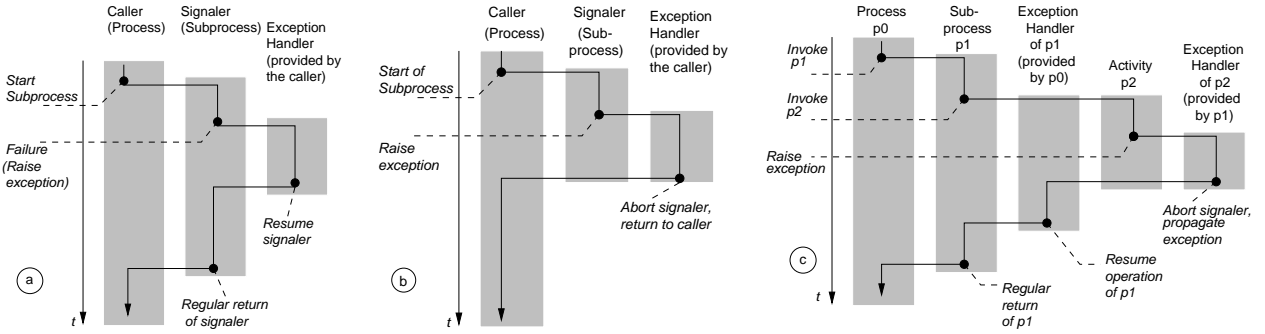 Caller
(Process)
Signaler
(Subprocess)
Exception
Handler
(provided by
the caller)
Start
Subprocess
Failure
(Raise
exception)
Resume
signaler
Regular return
of signaler
a
t
Caller
(Process)
Signaler
(Sub-
process)
Exception
Handler
(provided by
the caller)
Start of
Subprocess
Raise
exception
Abort signaler,
return to caller
b
t
Process
p0
Sub-
process
p1
Exception
Handler
of p1
(provided
by p0)
Activity
p2
Exception
Handler
of p2
(provided
by p1)
Invoke
p1
Invoke
p2
Raise
exception
Abort signaler,
propagate
exception
Resume
operation
of p1
Regular
return
of p1
c
t